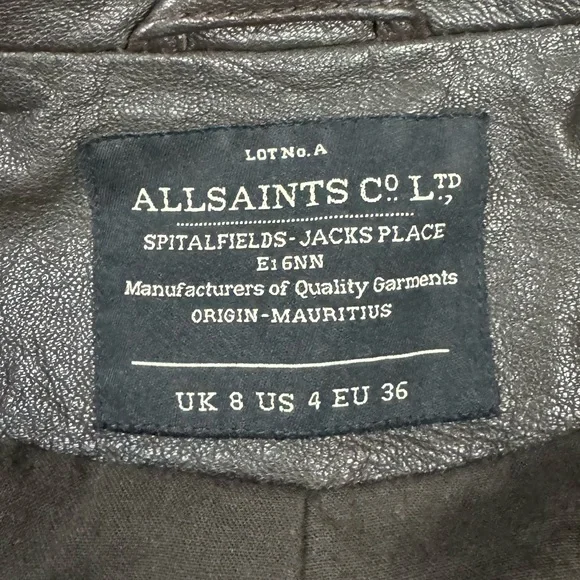 LOT No. A
ALLSAINTS Cº. LTD.,
SPITALFIELDS-JACKS PLACE
E1 6NN
Manufacturers of Quality Garments
ORIGIN-MAURITIUS
UK 8 US 4 EU 36